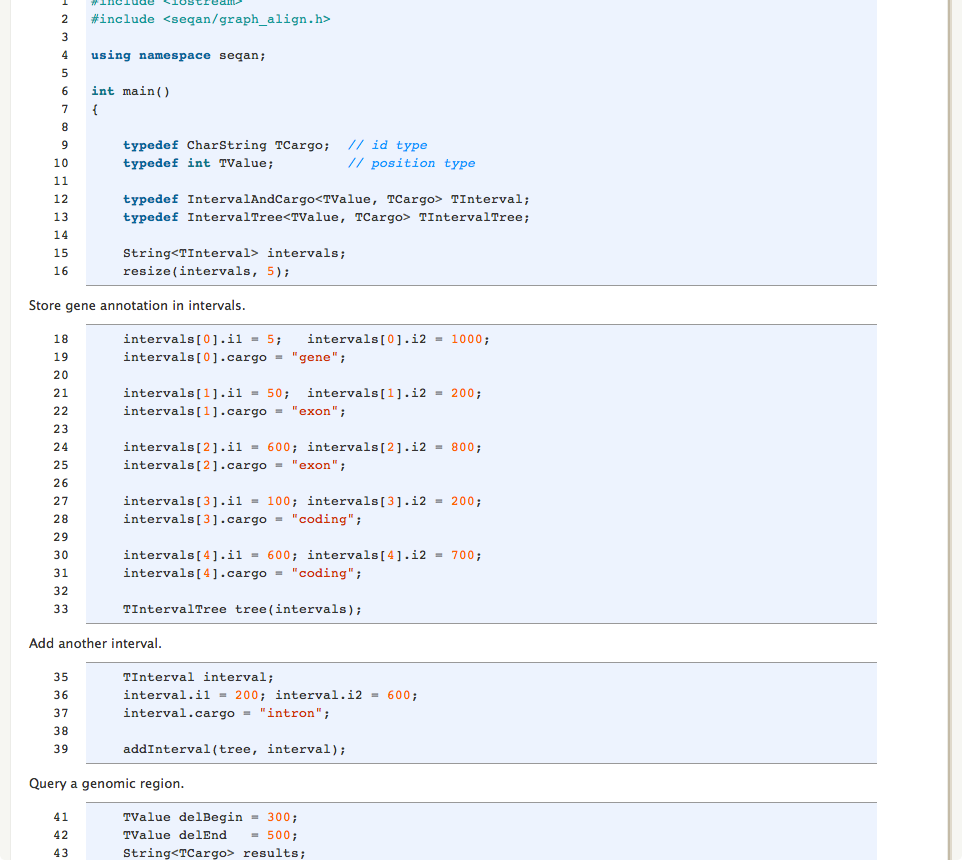 1 #include <iostream>
2 #include <seqan/graph_align.h>
3
4 using namespace seqan;
5
6 int main()
7 {
8
9 typedef CharString TCargo; // id type
10 typedef int TValue; // position type
11
12 typedef IntervalAndCargo<TValue, TCargo> TInterval;
13 typedef IntervalTree<TValue, TCargo> TIntervalTree;
14
15 String<TInterval> intervals;
16 resize(intervals, 5);
Store gene annotation in intervals.
18 intervals[0].i1 = 5; intervals[0].i2 = 1000;
19 intervals[0].cargo = "gene";
20
21 intervals[1].i1 = 50; intervals[1].i2 = 200;
22 intervals[1].cargo = "exon";
23
24 intervals[2].i1 = 600; intervals[2].i2 = 800;
25 intervals[2].cargo = "exon";
26
27 intervals[3].i1 = 100; intervals[3].i2 = 200;
28 intervals[3].cargo = "coding";
29
30 intervals[4].i1 = 600; intervals[4].i2 = 700;
31 intervals[4].cargo = "coding";
32
33 TIntervalTree tree(intervals);
Add another interval.
35 TInterval interval;
36 interval.i1 = 200; interval.i2 = 600;
37 interval.cargo = "intron";
38
39 addInterval(tree, interval);
Query a genomic region.
41 TValue delBegin = 300;
42 TValue delEnd = 500;
43 String<TCargo> results;